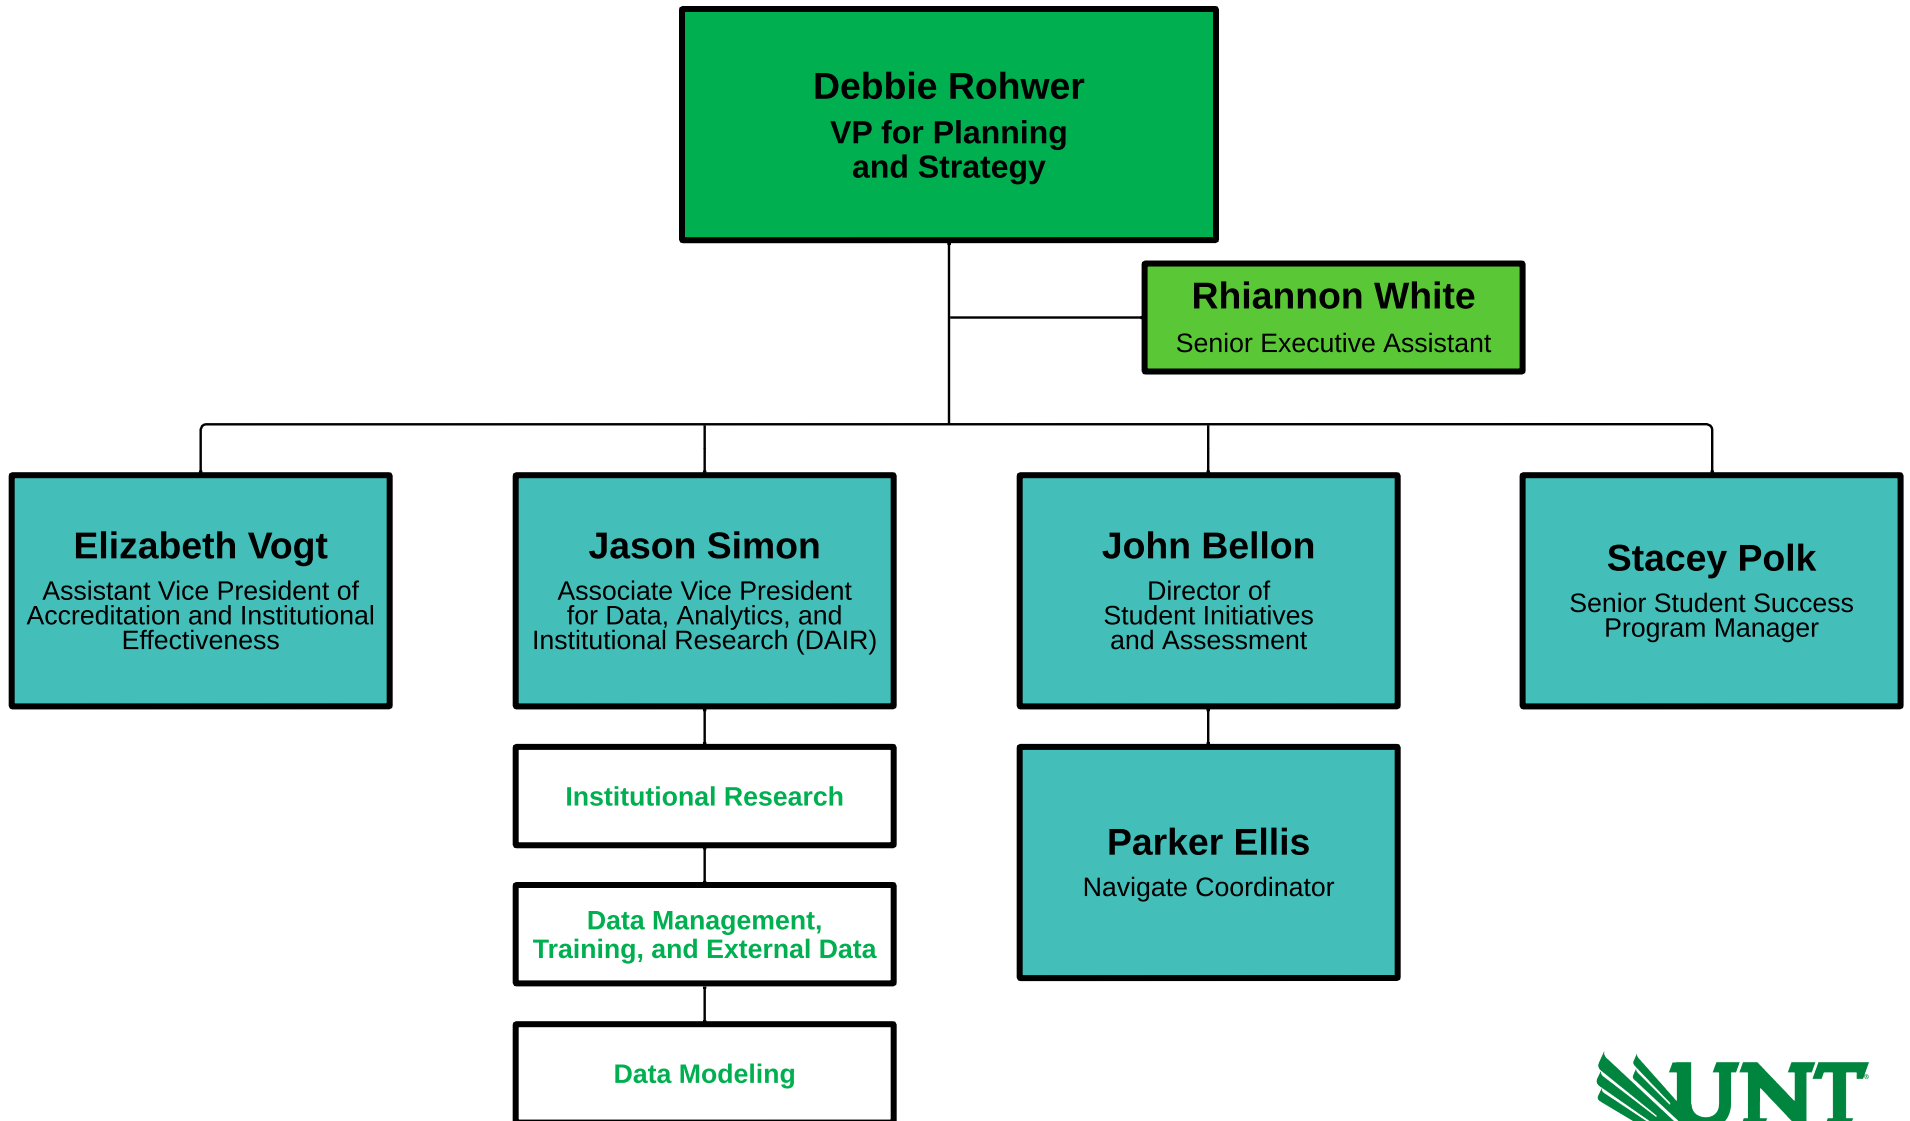 Debbie Rohwer
VP for Planning
and Strategy
Rhiannon White
Senior Executive Assistant
Elizabeth Vogt
Assistant Vice President of
Accreditation and Institutional
Effectiveness
Jason Simon
Associate Vice President
for Data, Analytics, and
Institutional Research (DAIR)
John Bellon
Director of
Student Initiatives
and Assessment
Stacey Polk
Senior Student Success
Program Manager
Institutional Research
Data Management,
Training, and External Data
Parker Ellis
Navigate Coordinator
Data Modeling
UNT®